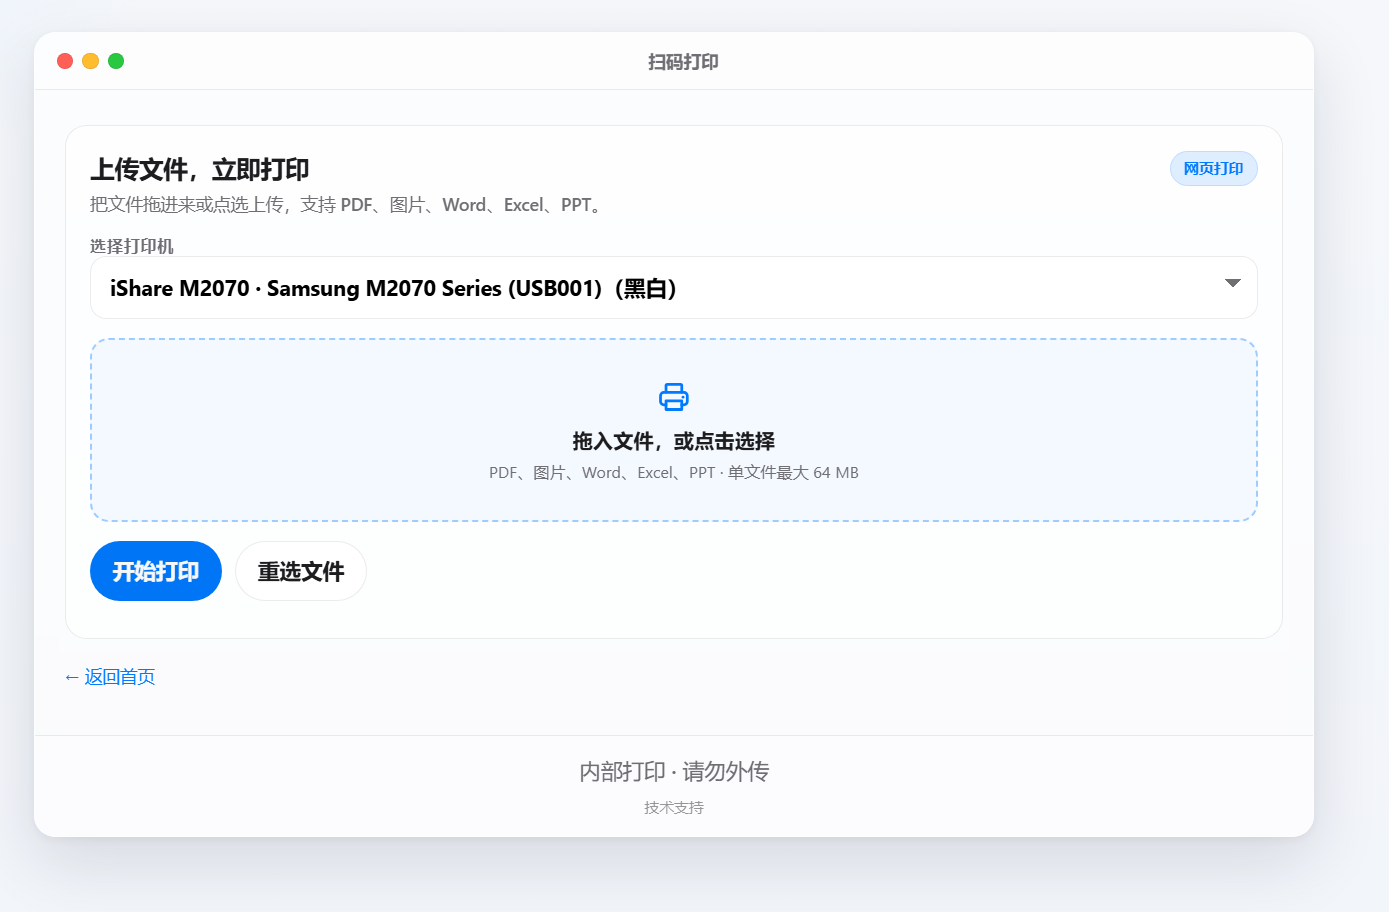 扫码打印
上传文件，立即打印
网页打印
把文件拖进来或点选上传，支持 PDF、图片、Word、Excel、PPT。
选择打印机
iShare M2070 · Samsung M2070 Series (USB001)（黑白）
拖入文件，或点击选择
PDF、图片、Word、Excel、PPT · 单文件最大 64 MB
开始打印
重选文件
← 返回首页
内部打印 · 请勿外传
技术支持